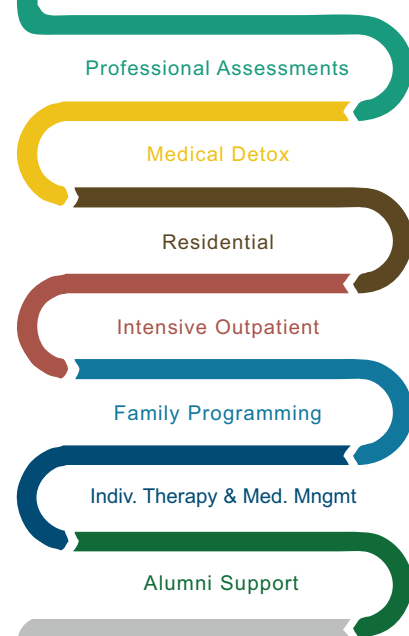 Professional Assessments
Medical Detox
Residential
Intensive Outpatient
Family Programming
Indiv. Therapy & Med. Mngmt
Alumni Support